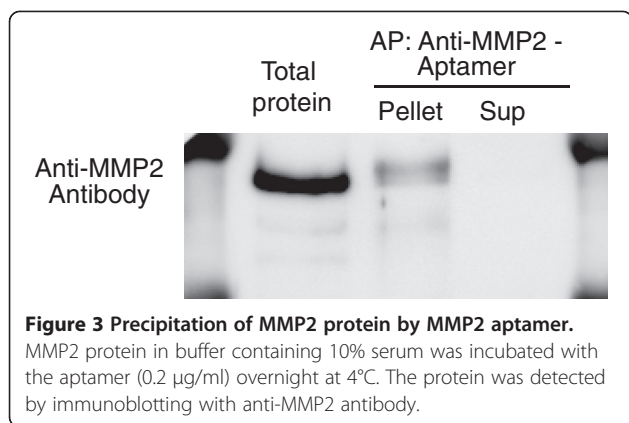 AP: Anti-MMP2 -
Aptamer
Total
protein
Pellet Sup
Anti-MMP2
Antibody
Figure 3 Precipitation of MMP2 protein by MMP2 aptamer.
MMP2 protein in buffer containing 10% serum was incubated with
the aptamer (0.2 μg/ml) overnight at 4°C. The protein was detected
by immunoblotting with anti-MMP2 antibody.